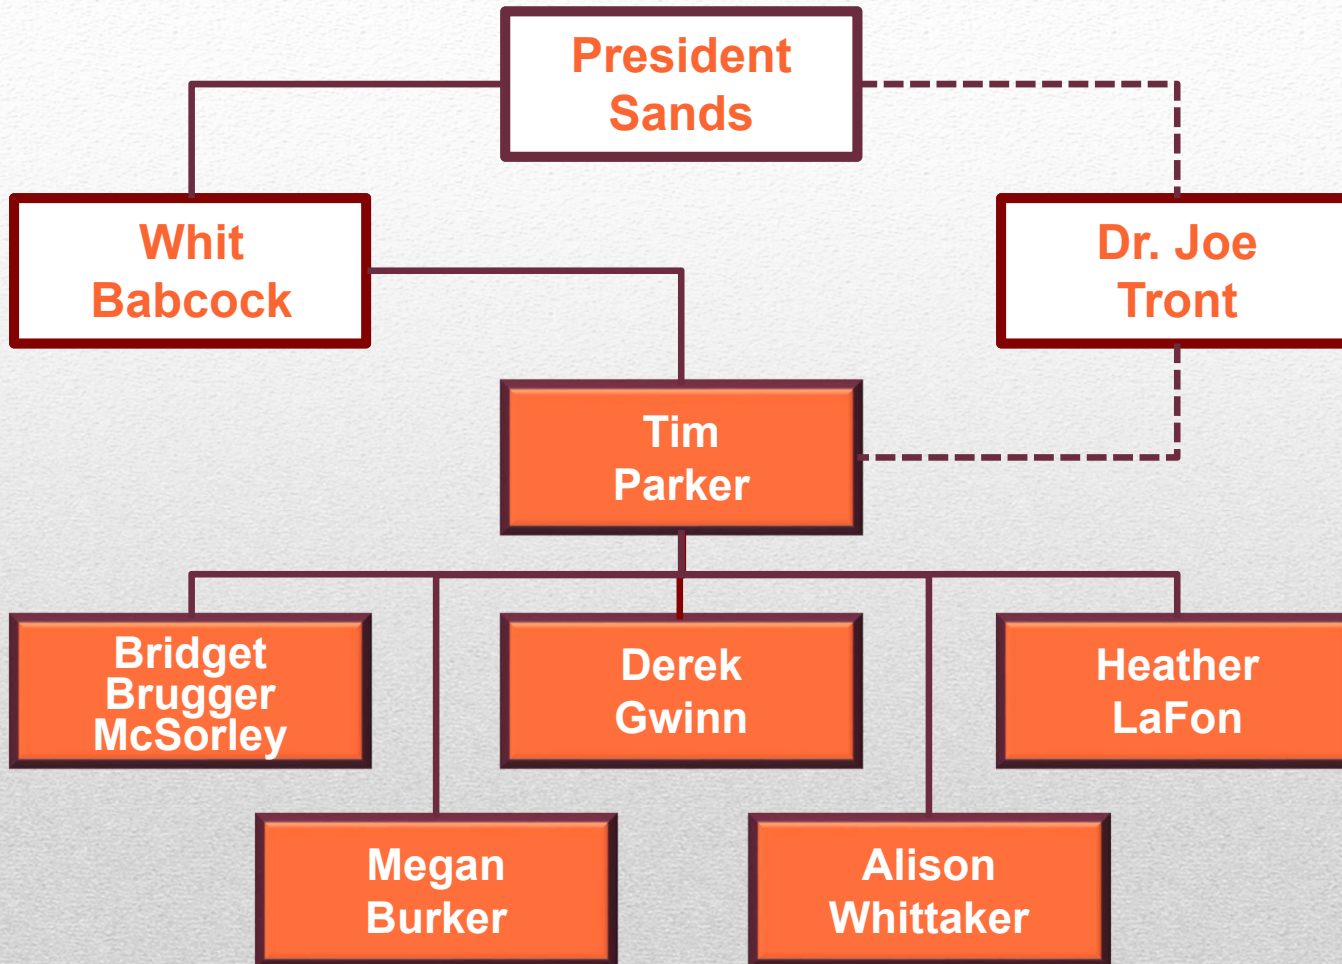 President
Sands
Whit
Babcock
Dr. Joe
Tront
Tim
Parker
Bridget
Brugger
McSorley
Derek
Gwinn
Heather
LaFon
Megan
Burker
Alison
Whittaker